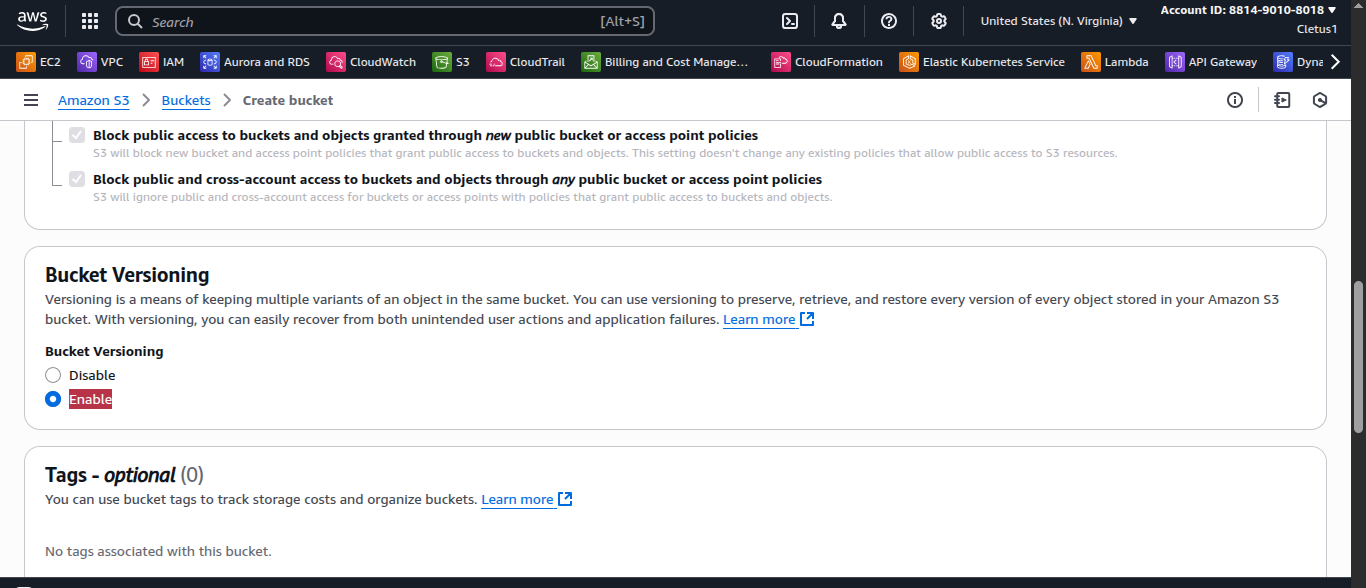 aws
Search [Alt+S]
United States (N. Virginia)
Account ID: 8814-9010-8018
Cletus1
EC2 VPC IAM Aurora and RDS CloudWatch S3 CloudTrail Billing and Cost Manage... CloudFormation Elastic Kubernetes Service Lambda API Gateway Dyna
Amazon S3 > Buckets > Create bucket
Block public access to buckets and objects granted through new public bucket or access point policies
S3 will block new bucket and access point policies that grant public access to buckets and objects. This setting doesn't change any existing policies that allow public access to S3 resources.
Block public and cross-account access to buckets and objects through any public bucket or access point policies
S3 will ignore public and cross-account access for buckets or access points with policies that grant public access to buckets and objects.
Bucket Versioning
Versioning is a means of keeping multiple variants of an object in the same bucket. You can use versioning to preserve, retrieve, and restore every version of every object stored in your Amazon S3
bucket. With versioning, you can easily recover from both unintended user actions and application failures. Learn more
Bucket Versioning
Disable
Enable
Tags - optional (0)
You can use bucket tags to track storage costs and organize buckets. Learn more
No tags associated with this bucket.